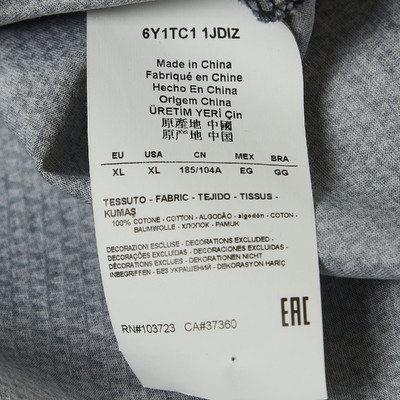 6Y1TC1 1JDIZ
Made in China
Fabriqué en Chine
Hecho En China
Origem China
ÜRETİM YERİ Çin
原產地 中國
原产地 中国
EU USA CN MEX BRA
XL XL 185/104A EG GG
TESSUTO - FABRIC - TEJIDO - TISSUS -
KUMAŞ
100% COTONE - COTTON - ALGODÃO - algodón - COTON -
BAUMWOLLE - ХЛОПОК - PAMUK
DECORAZIONI ESCLUSE - DECORATIONS EXCLUDED -
DECORAÇÕES EXCLUIDAS - DECORACIONES EXCLUIDAS -
DÉCORATIONS EXCLUES - DEKORATIONEN NICHT
INBEGRIFFEN - БЕЗ УКРАШЕНИЙ - DEKORASYON HARİÇ
RN#103723 CA#37360
EAC